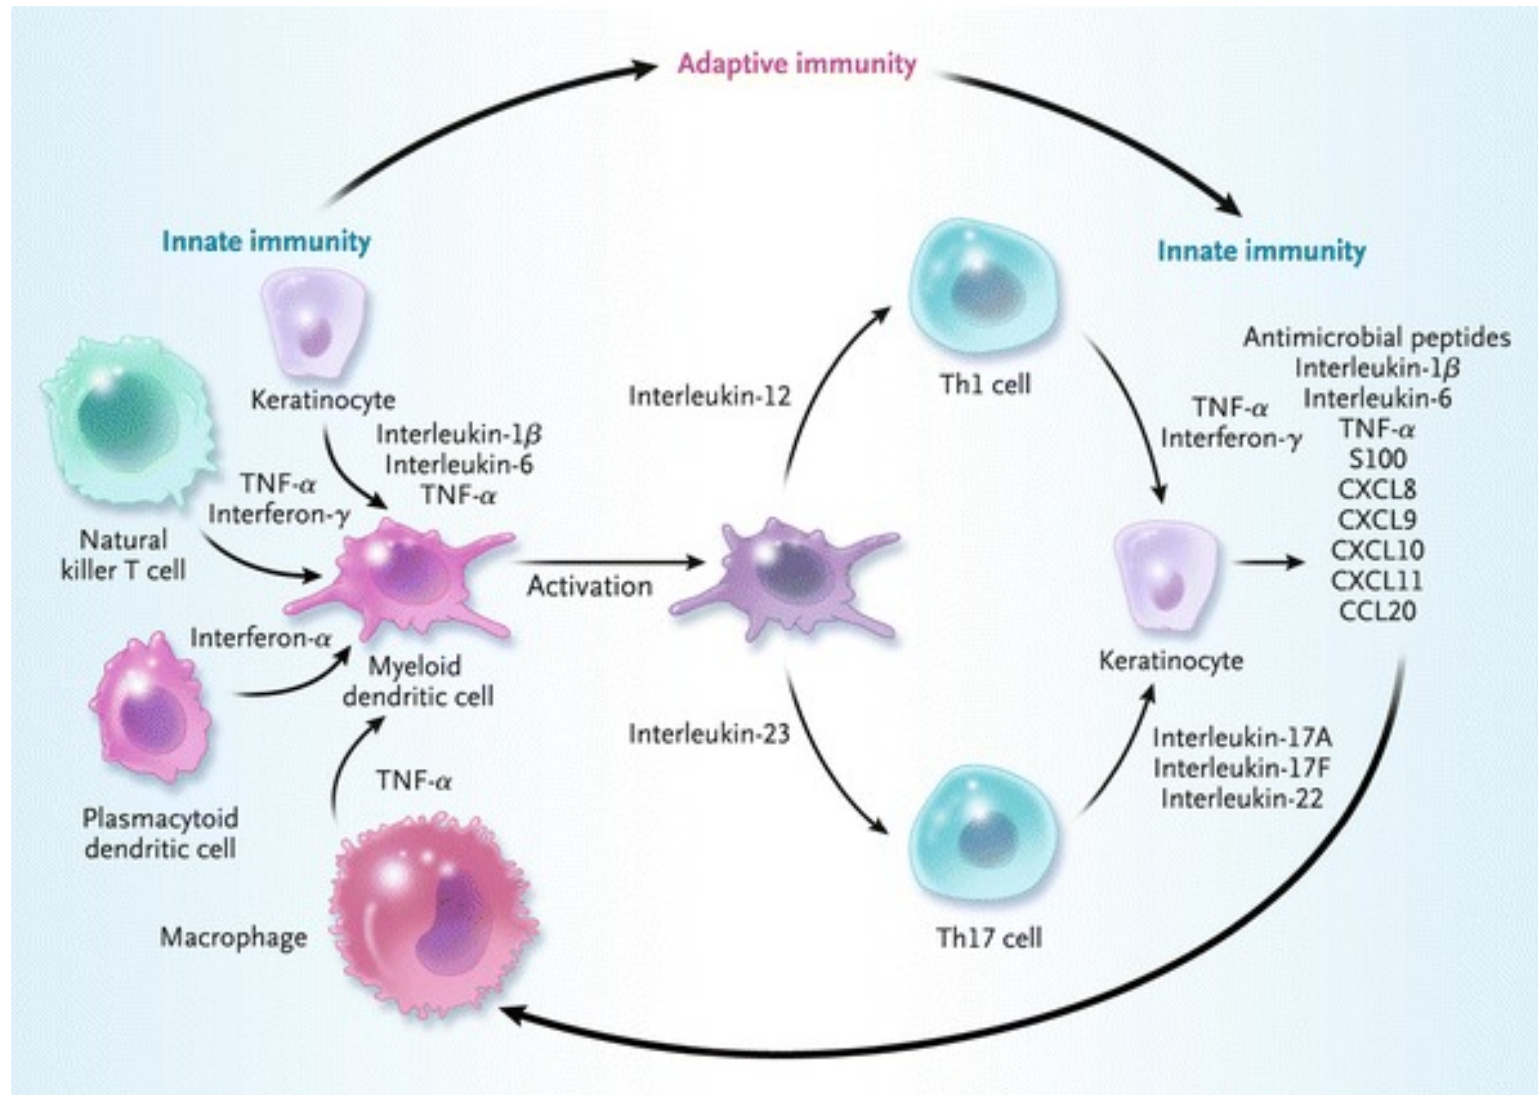 Adaptive immunity
Innate immunity
Innate immunity
Keratinocyte
Interleukin-1β
Interleukin-6
TNF-α
TNF-α
Interferon-γ
Natural
killer T cell
Interferon-α
Myeloid
dendritic cell
Plasmacytoid
dendritic cell
TNF-α
Macrophage
Activation
Interleukin-12
Interleukin-23
Th1 cell
Th17 cell
TNF-α
Interferon-γ
Keratinocyte
Interleukin-17A
Interleukin-17F
Interleukin-22
Antimicrobial peptides
Interleukin-1β
Interleukin-6
TNF-α
S100
CXCL8
CXCL9
CXCL10
CXCL11
CCL20